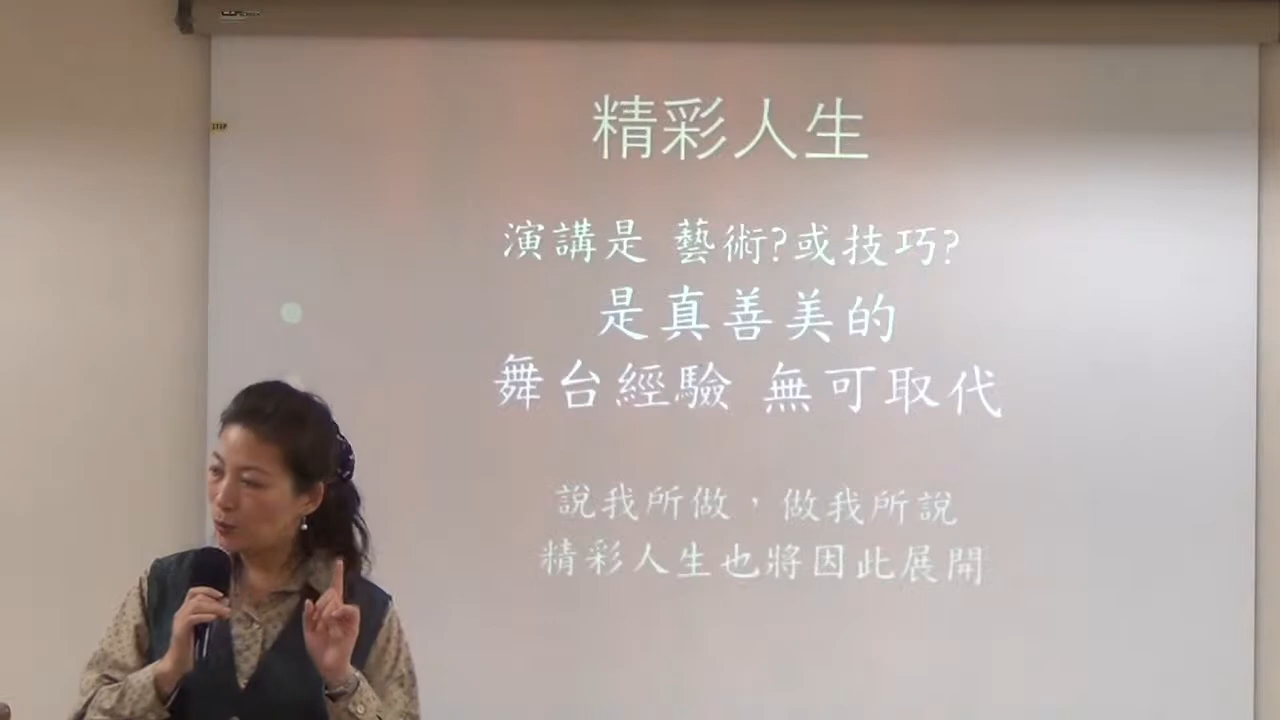 精彩人生
演講是 藝術?或技巧?
是真善美的
舞台經驗 無可取代
說我所做，做我所說
精彩人生也將因此展開